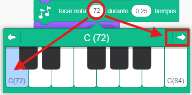 tocar nota 72 durante 0.25 tiempos
C (72)
C(72) C(84)